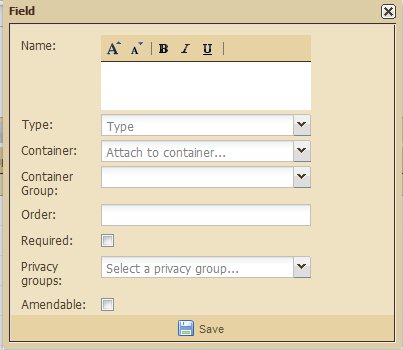 Field
Name:
A A B I U
Type: Type
Container: Attach to container...
Container
Group:
Order:
Required:
Privacy
groups: Select a privacy group...
Amendable:
Save